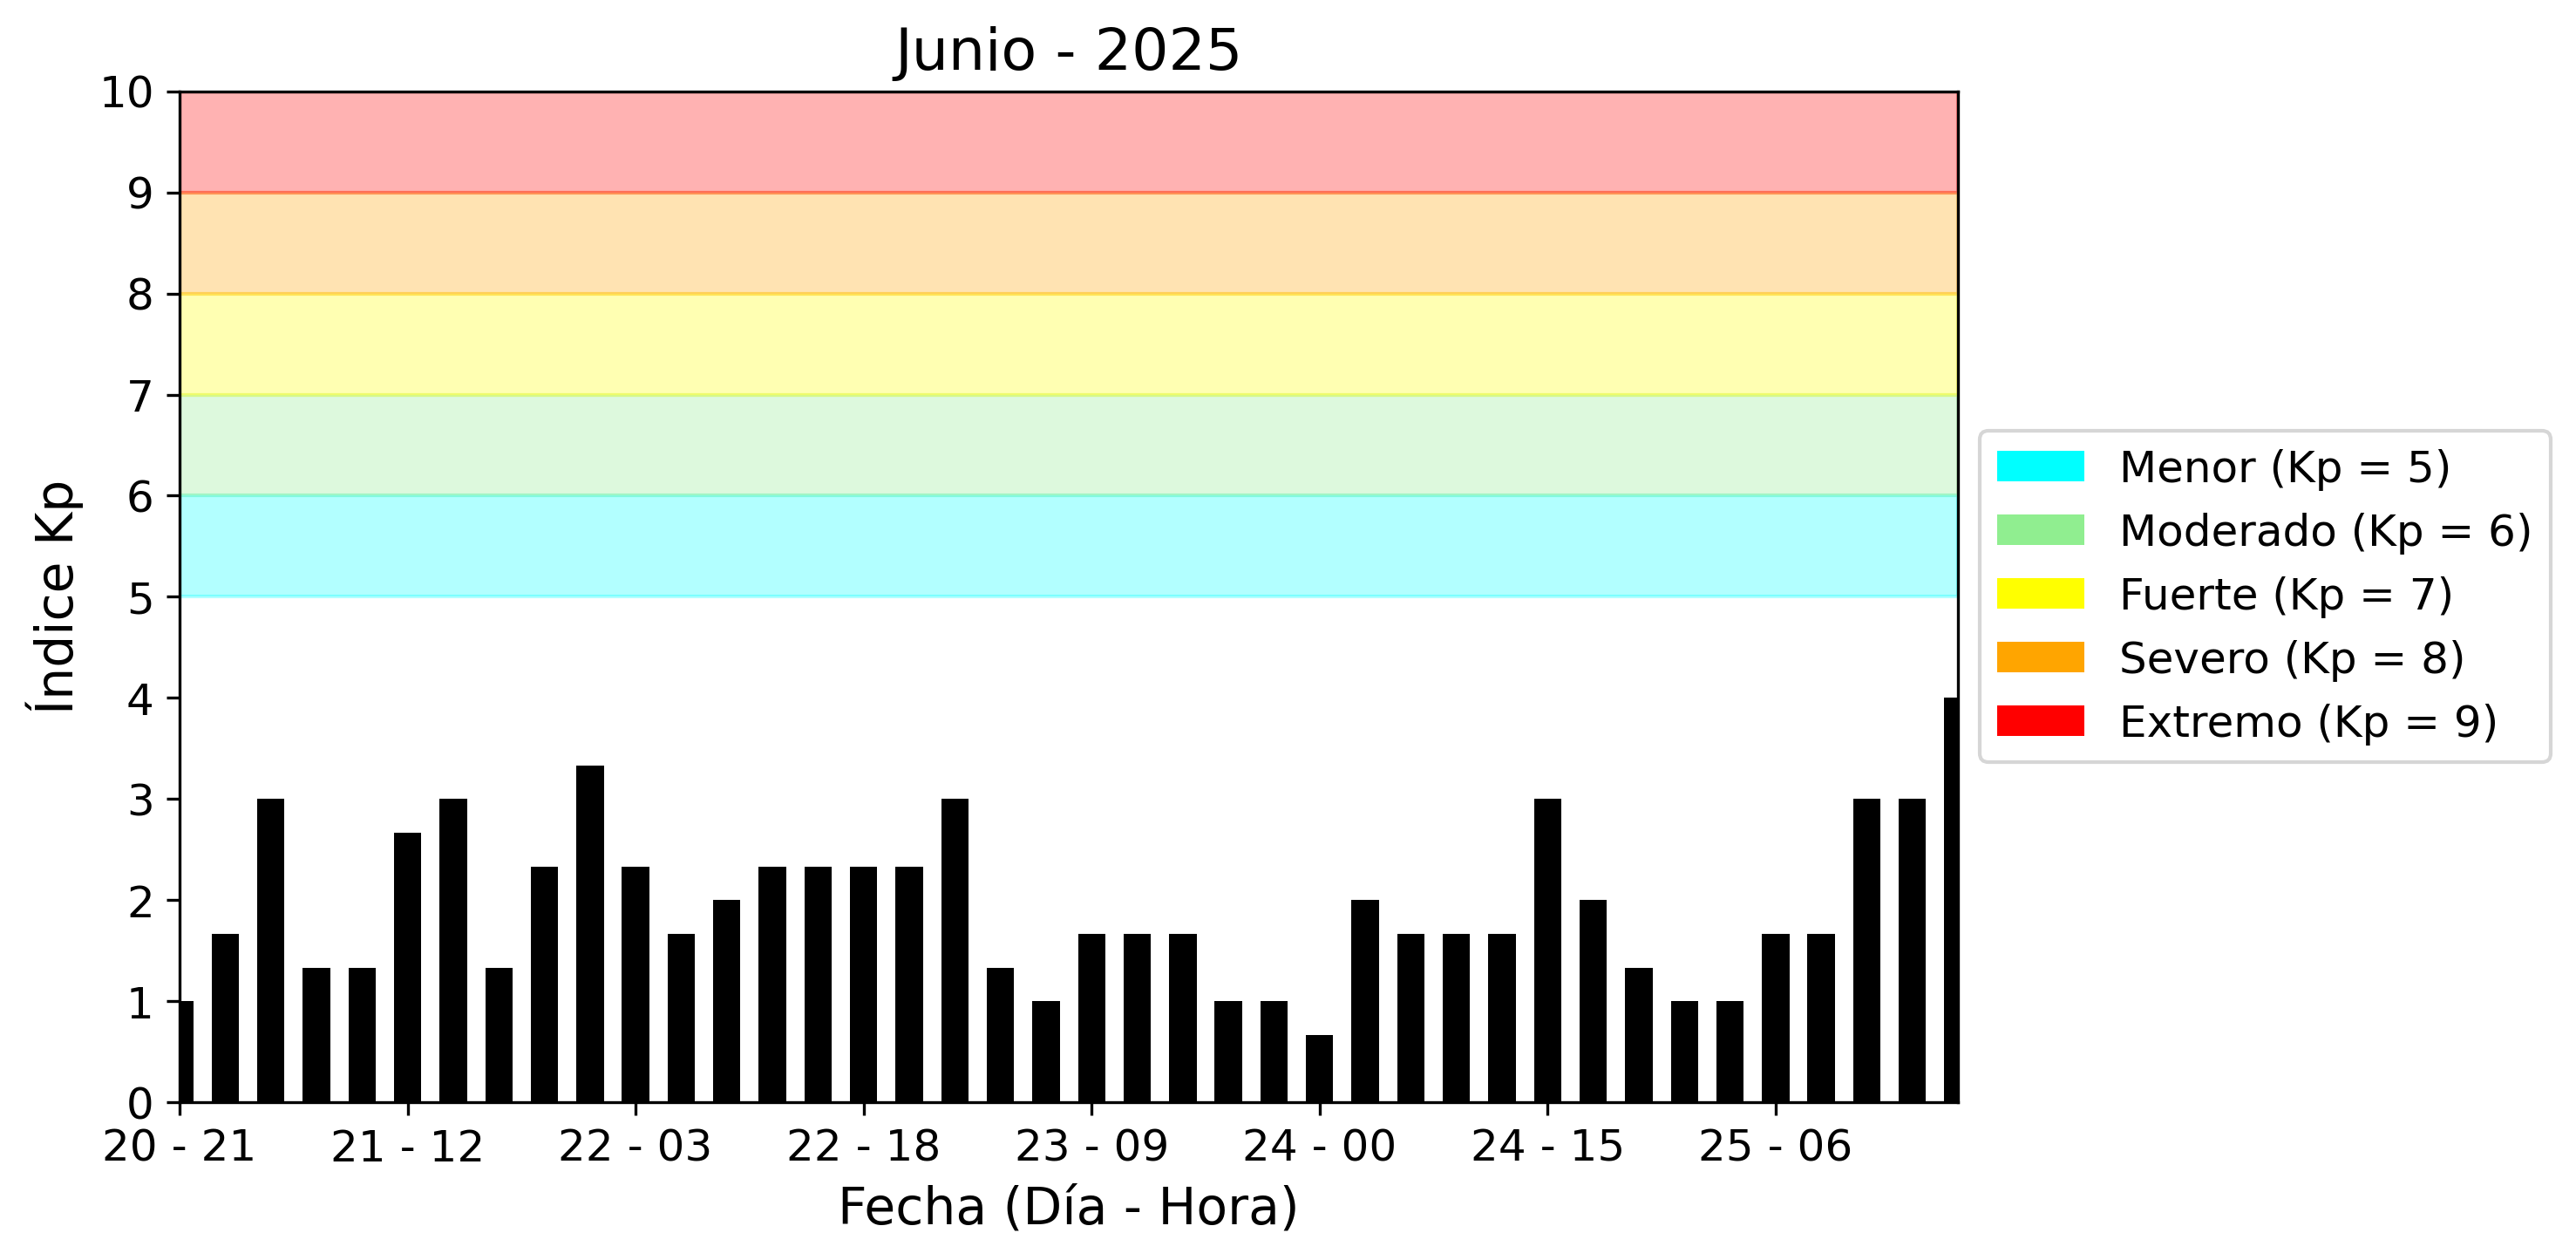 Junio - 2025
10
9
8
7
6
5
4
3
2
1
0
Índice Kp
20 - 21
21 - 12
22 - 03
22 - 18
23 - 09
24 - 00
24 - 15
25 - 06
Fecha (Día - Hora)
Menor (Kp = 5)
Moderado (Kp = 6)
Fuerte (Kp = 7)
Severo (Kp = 8)
Extremo (Kp = 9)